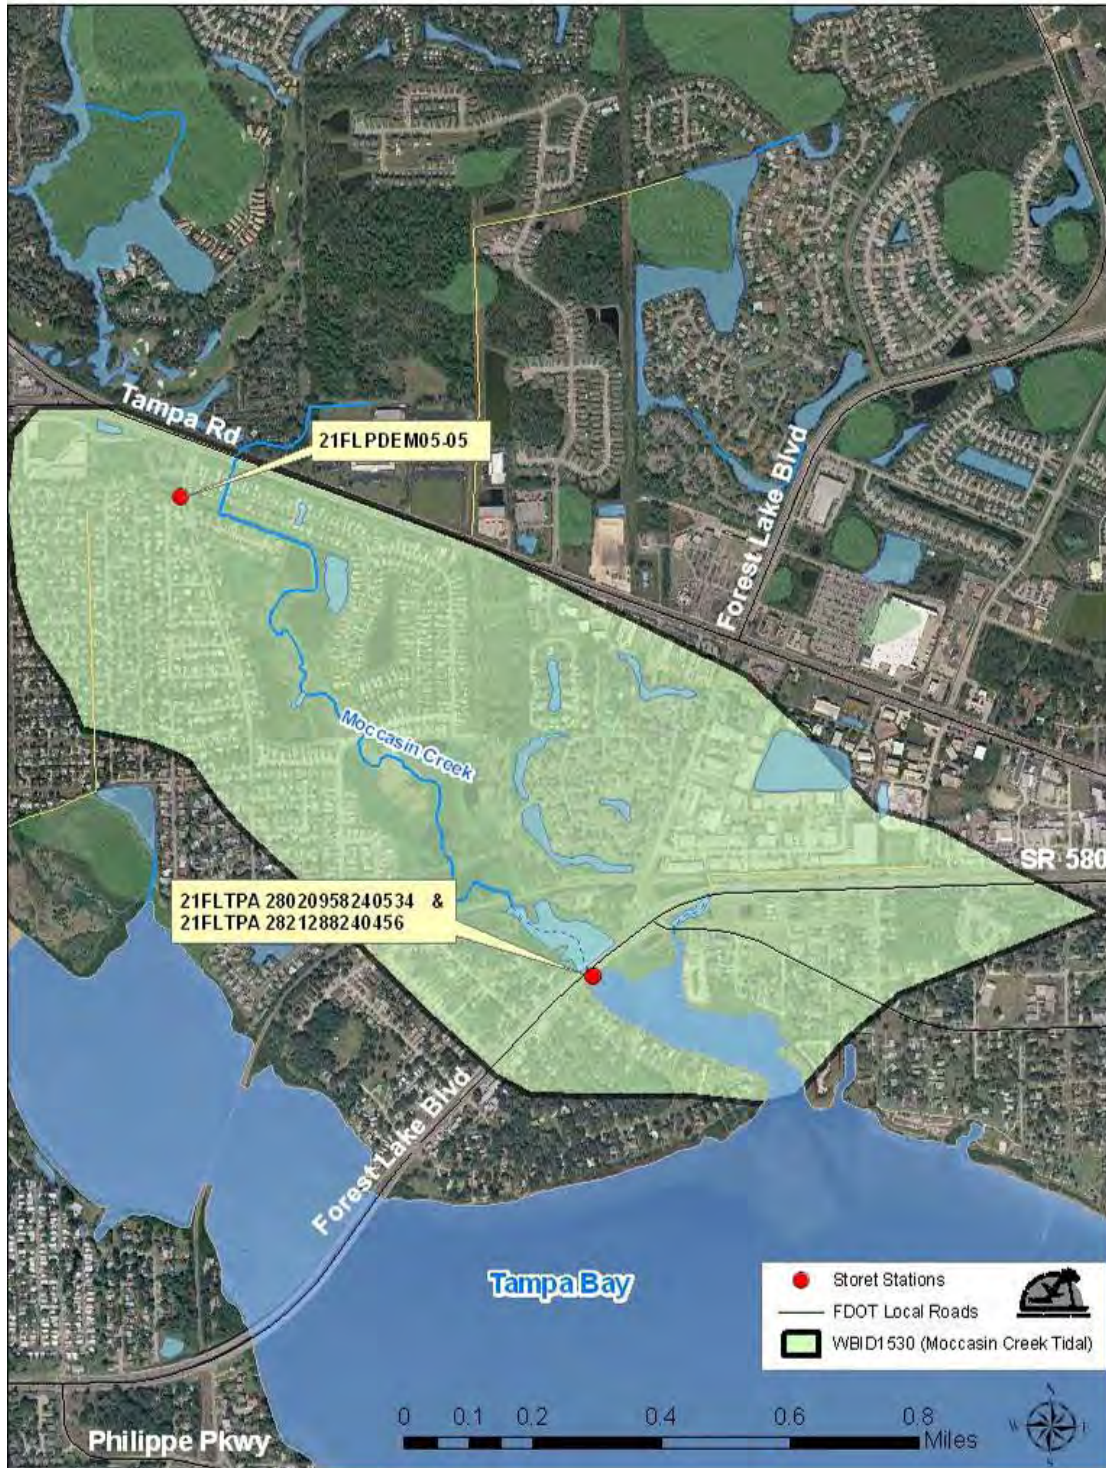 Tampa Rd
21FLPDEM05-05
Forest Lake Blvd
Moccasin Creek
SR 580
21FLTPA 28020958240534 &
21FLTPA 2821288240456
Forest Lake Blvd
Tampa Bay
Storet Stations
FDOT Local Roads
WBID1530 (Moccasin Creek Tidal)
0 0.1 0.2 0.4 0.6 0.8
Miles
Philippe Pkwy
W E